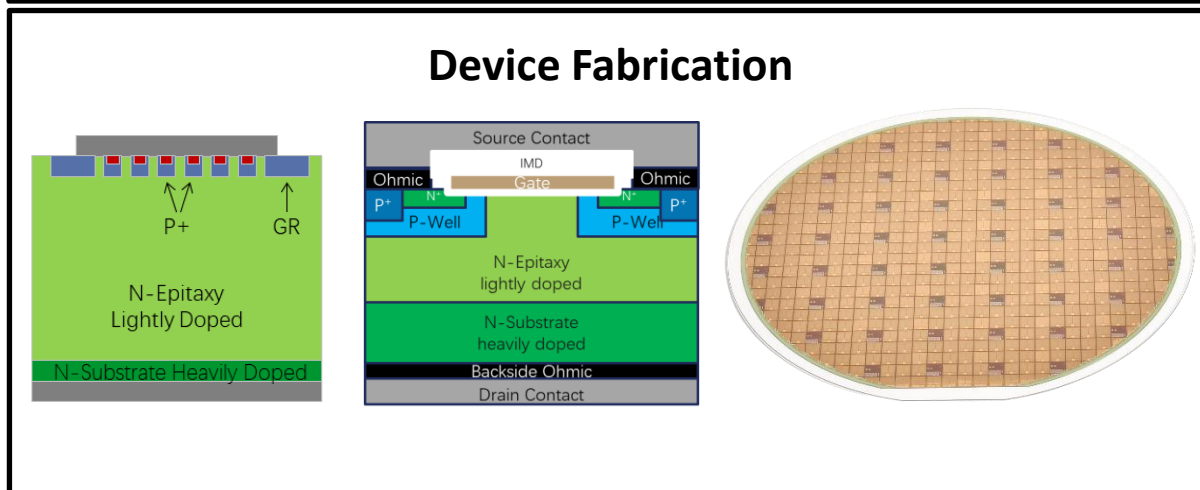 Device Fabrication
P+
GR
N-Epitaxy
Lightly Doped
N-Substrate Heavily Doped
Source Contact
IMD
Ohmic
Gate
Ohmic
P+
N+
N+
P+
P-Well
P-Well
N-Epitaxy
lightly doped
N-Substrate
heavily doped
Backside Ohmic
Drain Contact